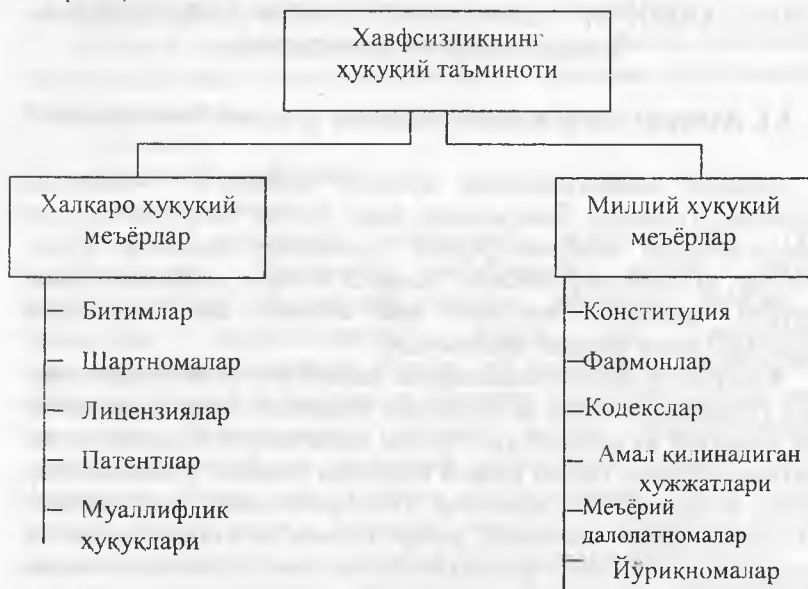 Хавфсизликнинг
ҳуқуқий таъминоти
Халқаро ҳуқуқий
меъёрлар
Битимлар
Шартномалар
Лицензиялар
Патентлар
Муаллифлик
ҳуқуқлари
Миллий ҳуқуқий
меъёрлар
Конституция
Фармонлар
Кодекслар
Амал қилинадиган
ҳужжатлари
Меъёрий
далолатномалар
Йўриқномалар